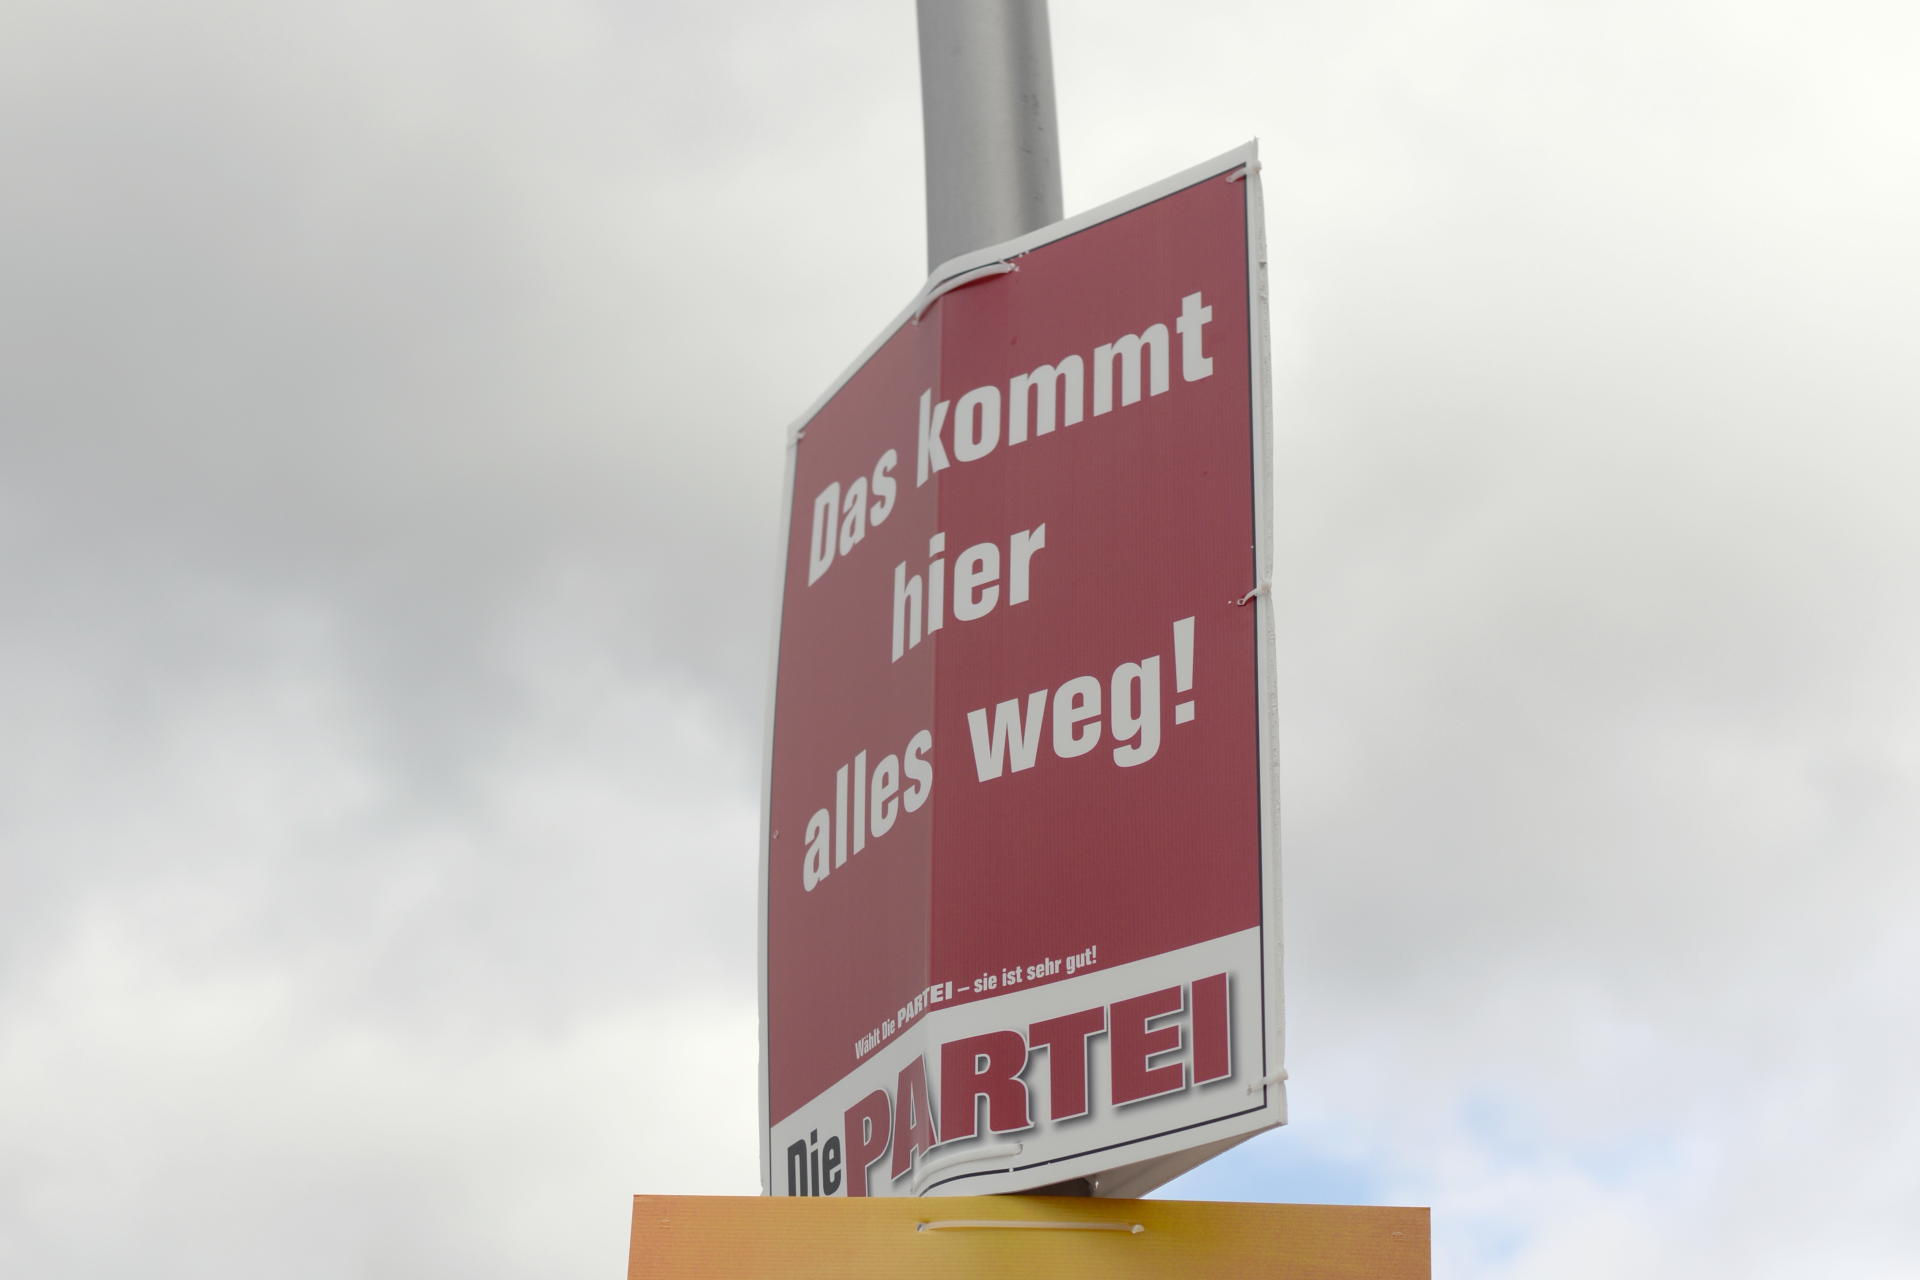 Das kommt
hier
alles weg!
Wählt Die PARTEI – sie ist sehr gut!
Die PARTEI